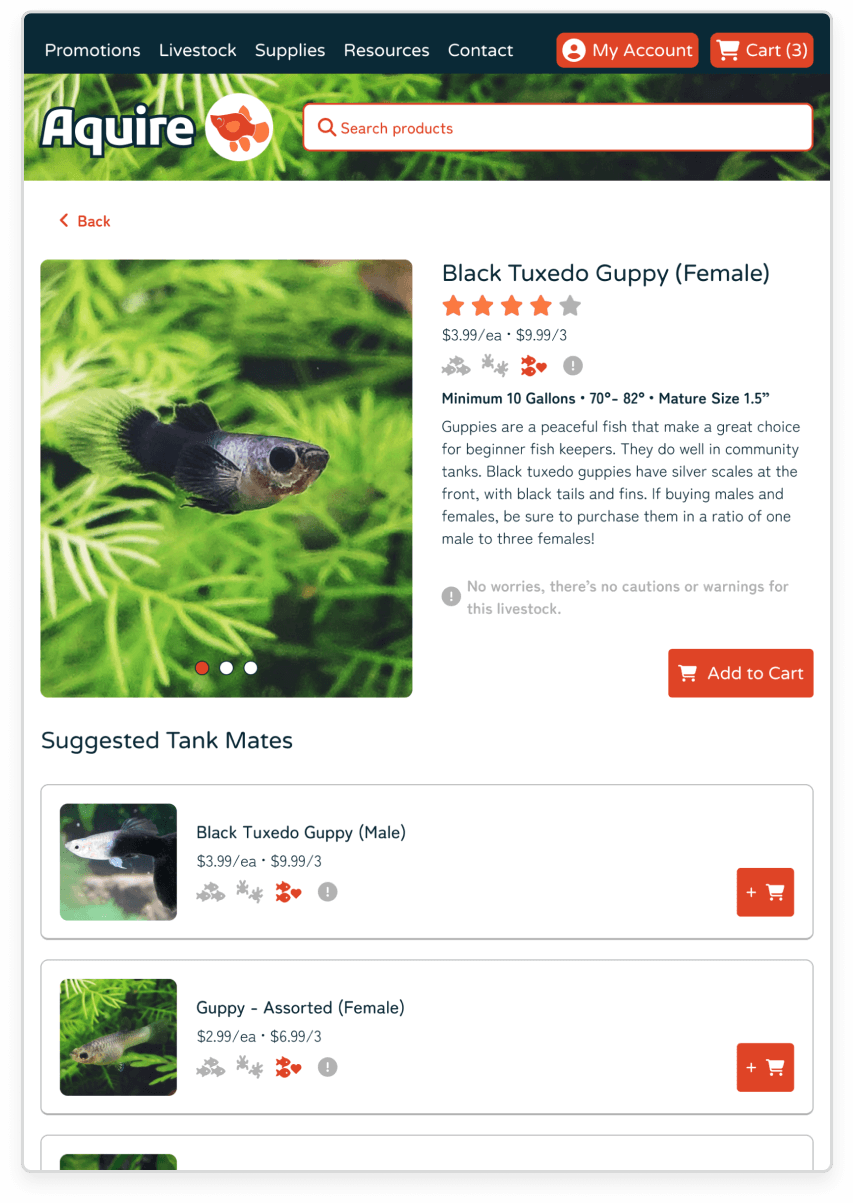 Promotions Livestock Supplies Resources Contact My Account Cart (3)
Aquire Search products
Back
Black Tuxedo Guppy (Female)
$3.99/ea • $9.99/3
Minimum 10 Gallons • 70°- 82° • Mature Size 1.5”
Guppies are a peaceful fish that make a great choice
for beginner fish keepers. They do well in community
tanks. Black tuxedo guppies have silver scales at the
front, with black tails and fins. If buying males and
females, be sure to purchase them in a ratio of one
male to three females!
No worries, there’s no cautions or warnings for
this livestock.
Add to Cart
Suggested Tank Mates
Black Tuxedo Guppy (Male)
$3.99/ea • $9.99/3
+
Guppy - Assorted (Female)
$2.99/ea • $6.99/3
+